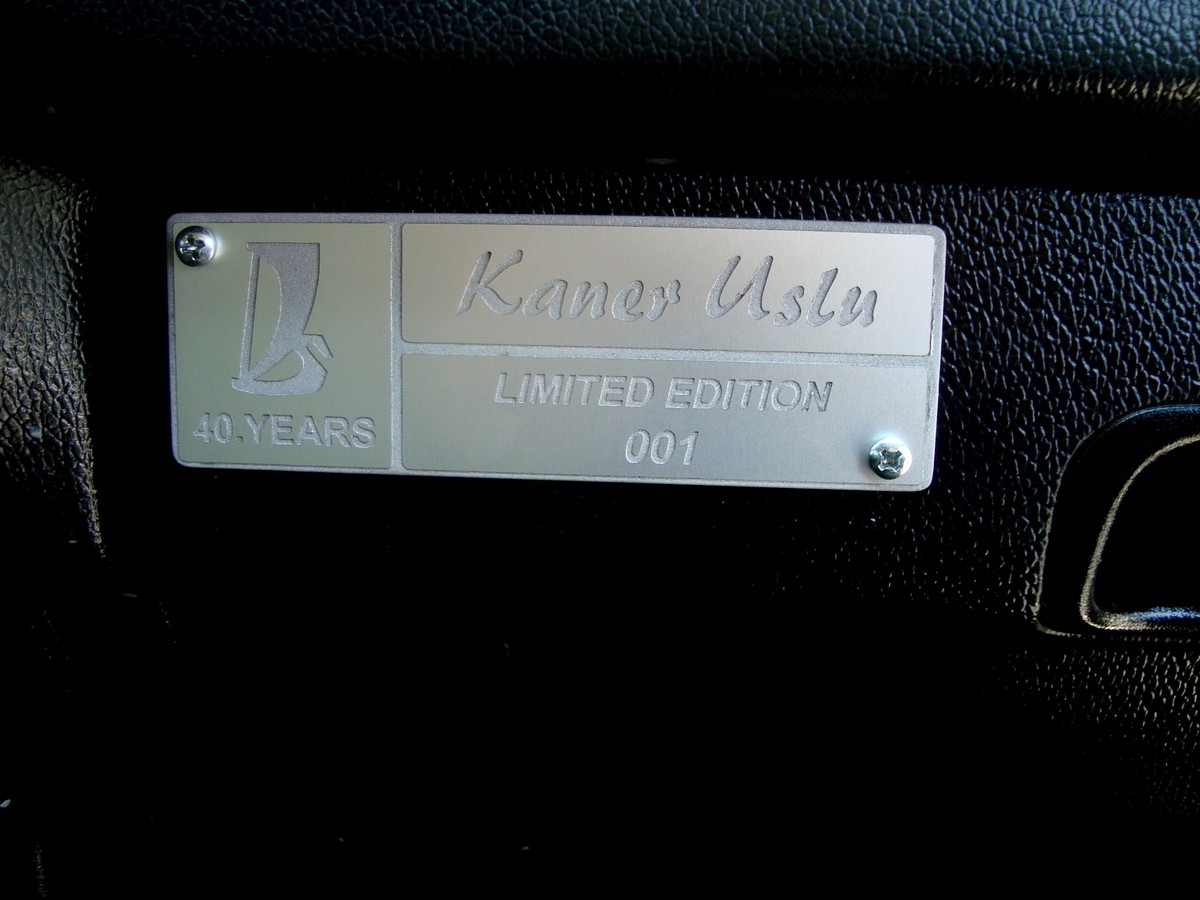 40.YEARS
Kaner Uslu
LIMITED EDITION
001